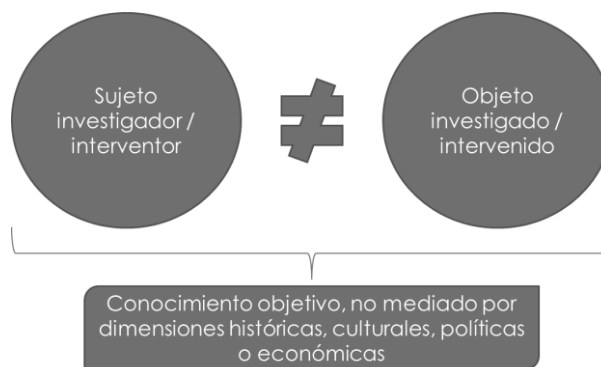 Sujeto
investigador /
interventor
≠
Objeto
investigado /
intervenido
Conocimiento objetivo, no mediado por
dimensiones históricas, culturales, políticas
o económicas